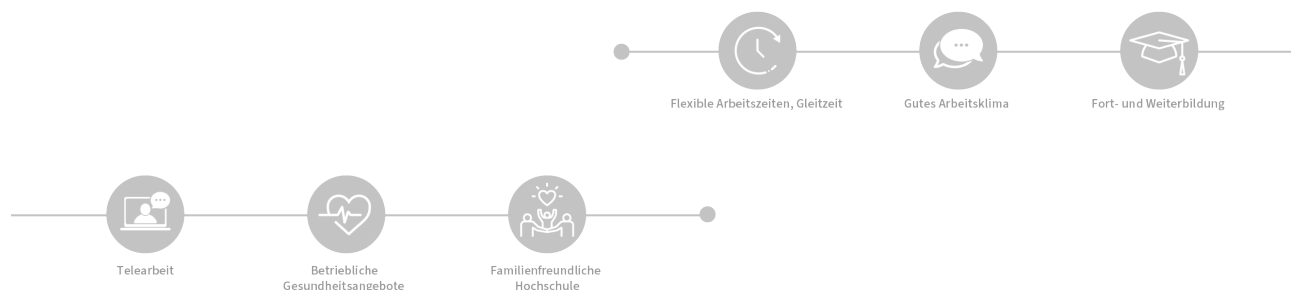 Flexible Arbeitszeiten, Gleitzeit
Gutes Arbeitsklima
Fort- und Weiterbildung
Telearbeit
Betriebliche
Gesundheitsangebote
Familienfreundliche
Hochschule